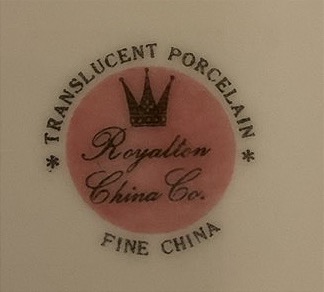 * TRANSLUCENT PORCELAIN *
Royalton
China Co.
FINE CHINA